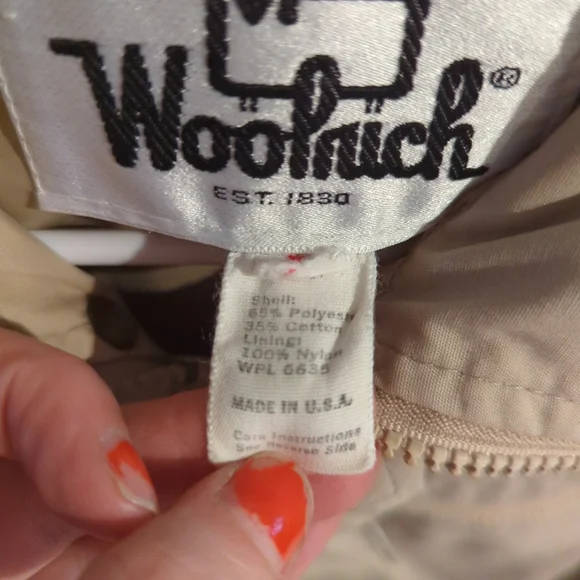 Woolrich®
EST. 1830
Shell:
65% Polyester
35% Cotton
Lining:
100% Nylon
WPL 6635
MADE IN U.S.A.
Care Instructions
See Reverse Side